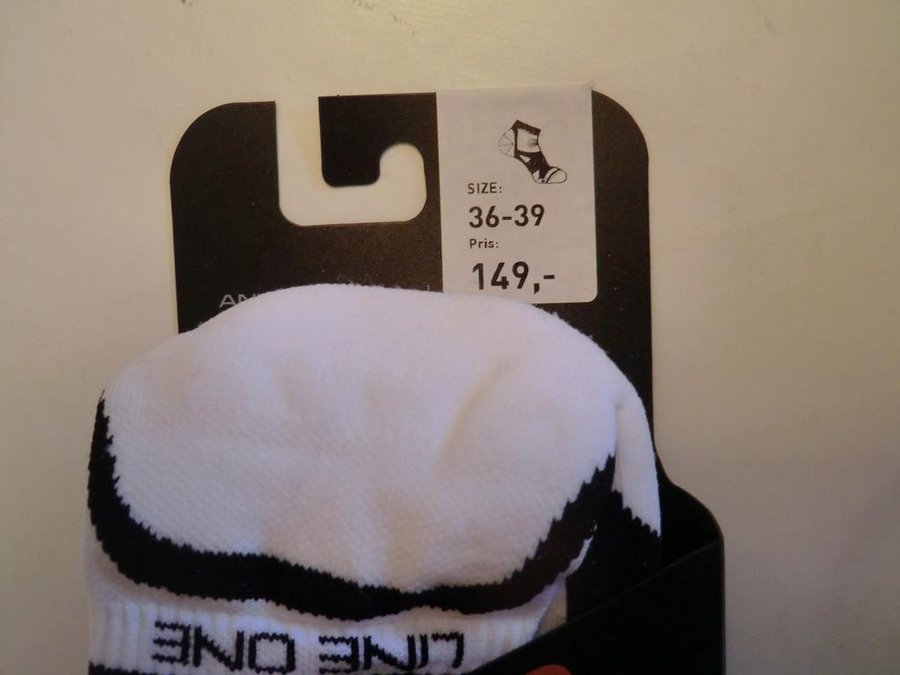 SIZE:
36-39
Pris:
149,-
LINE ONE